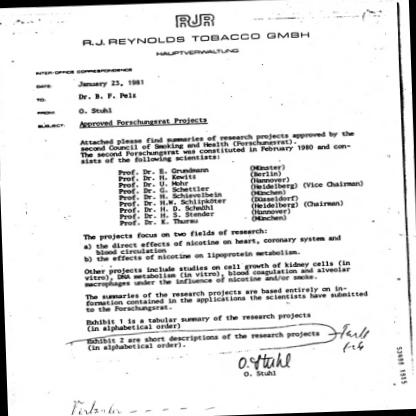 RJR
R.J. REYNOLDS TOBACCO GMBH
HAUPTVERWALTUNG
INTER-OFFICE CORRESPONDENCE
DATE: January 23, 1981
TO: Dr. B. F. Pelz
FROM: O. Stuhl
SUBJECT: Approved Forschungsrat Projects
Attached please find summaries of research projects approved by the
second Council of Smoking and Health (Forschungsrat).
The second Forschungsrat was constituted in February 1980 and con-
sists of the following scientists:
Prof. Dr. E. Grundmann (Münster)
Prof. Dr. H. Kewitz (Berlin)
Prof. Dr. U. Mohr (Hannover)
Prof. Dr. G. Schettler (Heidelberg) (Vice Chairman)
Prof. Dr. H. Schievelbein (München)
Prof. Dr. H.W. Schlipköter (Düsseldorf)
Prof. Dr. H. D. Schmähl (Heidelberg) (Chairman)
Prof. Dr. H. S. Stender (Hannover)
Prof. Dr. K. Thurau (München)
The projects focus on two fields of research:
a) the direct effects of nicotine on heart, coronary system and
blood circulation
b) the effects of nicotine on lipoprotein metabolism.
Other projects include studies on cell growth of kidney cells (in
vitro), DNA metabolism (in vitro), blood coagulation and alveolar
macrophages under the influence of nicotine and/or smoke.
The summaries of the research projects are based entirely on in-
formation contained in the applications the scientists have submitted
to the Forschungsrat.
Exhibit 1 is a tabular summary of the research projects
(in alphabetical order)
Exhibit 2 are short descriptions of the research projects
(in alphabetical order).
O. Stuhl
O. Stuhl